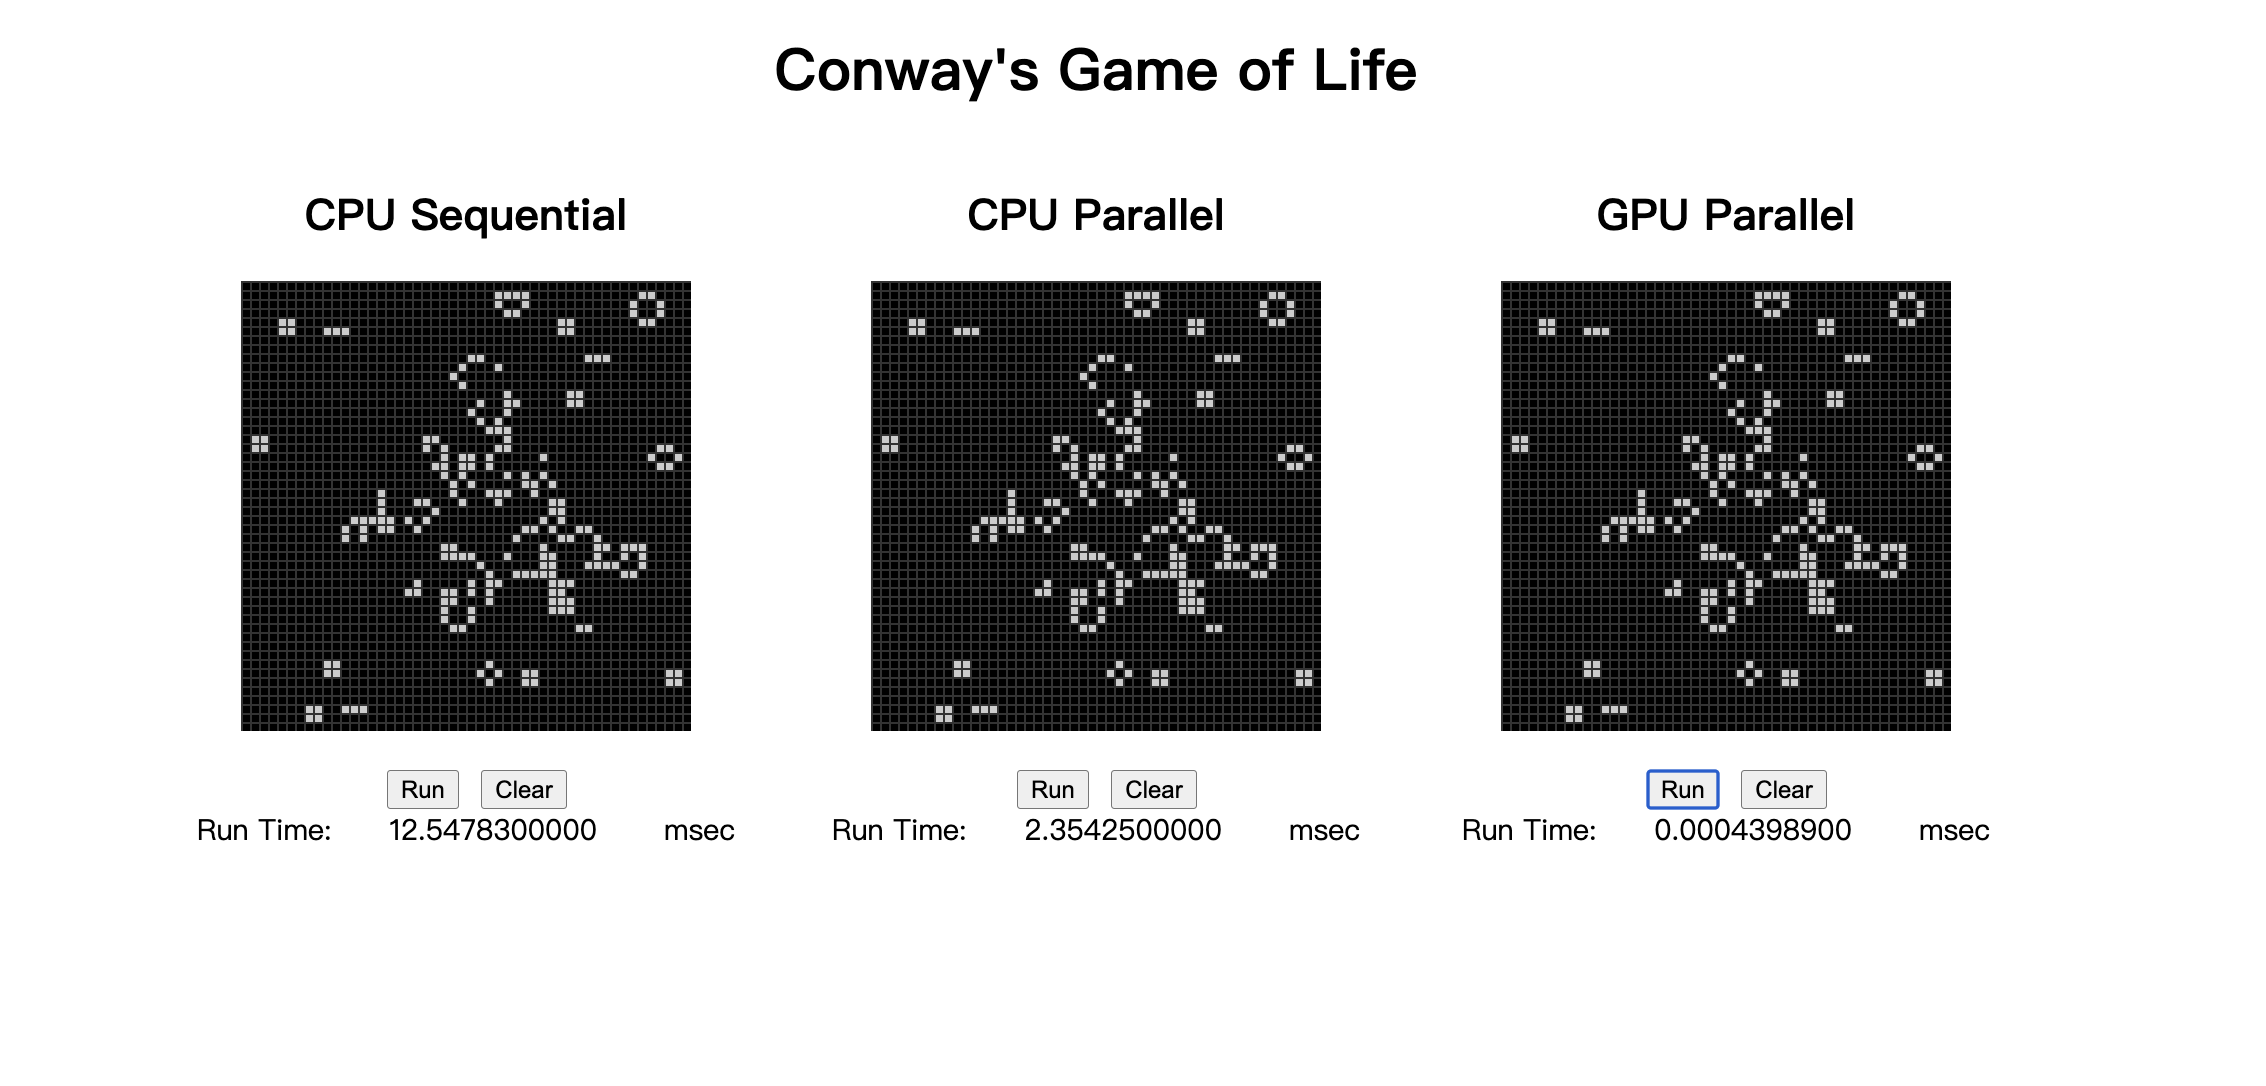 Conway's Game of Life
CPU Sequential
CPU Parallel
GPU Parallel
Run Clear
Run Time: 12.5478300000 msec
Run Clear
Run Time: 2.3542500000 msec
Run Clear
Run Time: 0.0004398900 msec